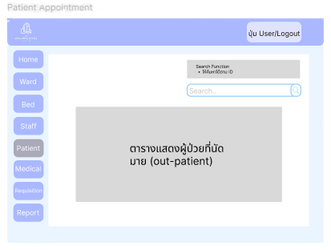 Patient Appointment
ปุ่ม User/Logout
Home
Ward
Bed
Staff
Patient
Medical
Requisition
Report
Search Function
Search...
ตารางแสดงผู้ป่วยที่นัด
มาย (out-patient)